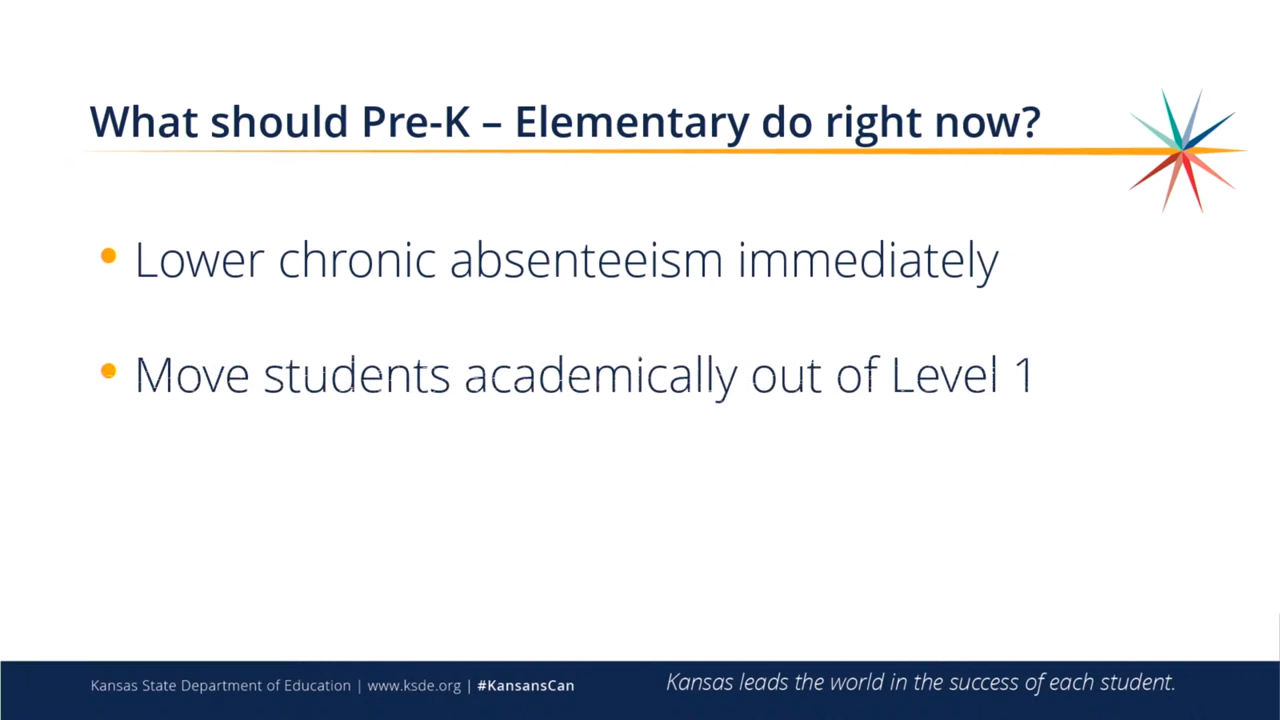 What should Pre-K – Elementary do right now?
• Lower chronic absenteeism immediately
• Move students academically out of Level 1
Kansas State Department of Education | www.ksde.org | #KansansCan
Kansas leads the world in the success of each student.